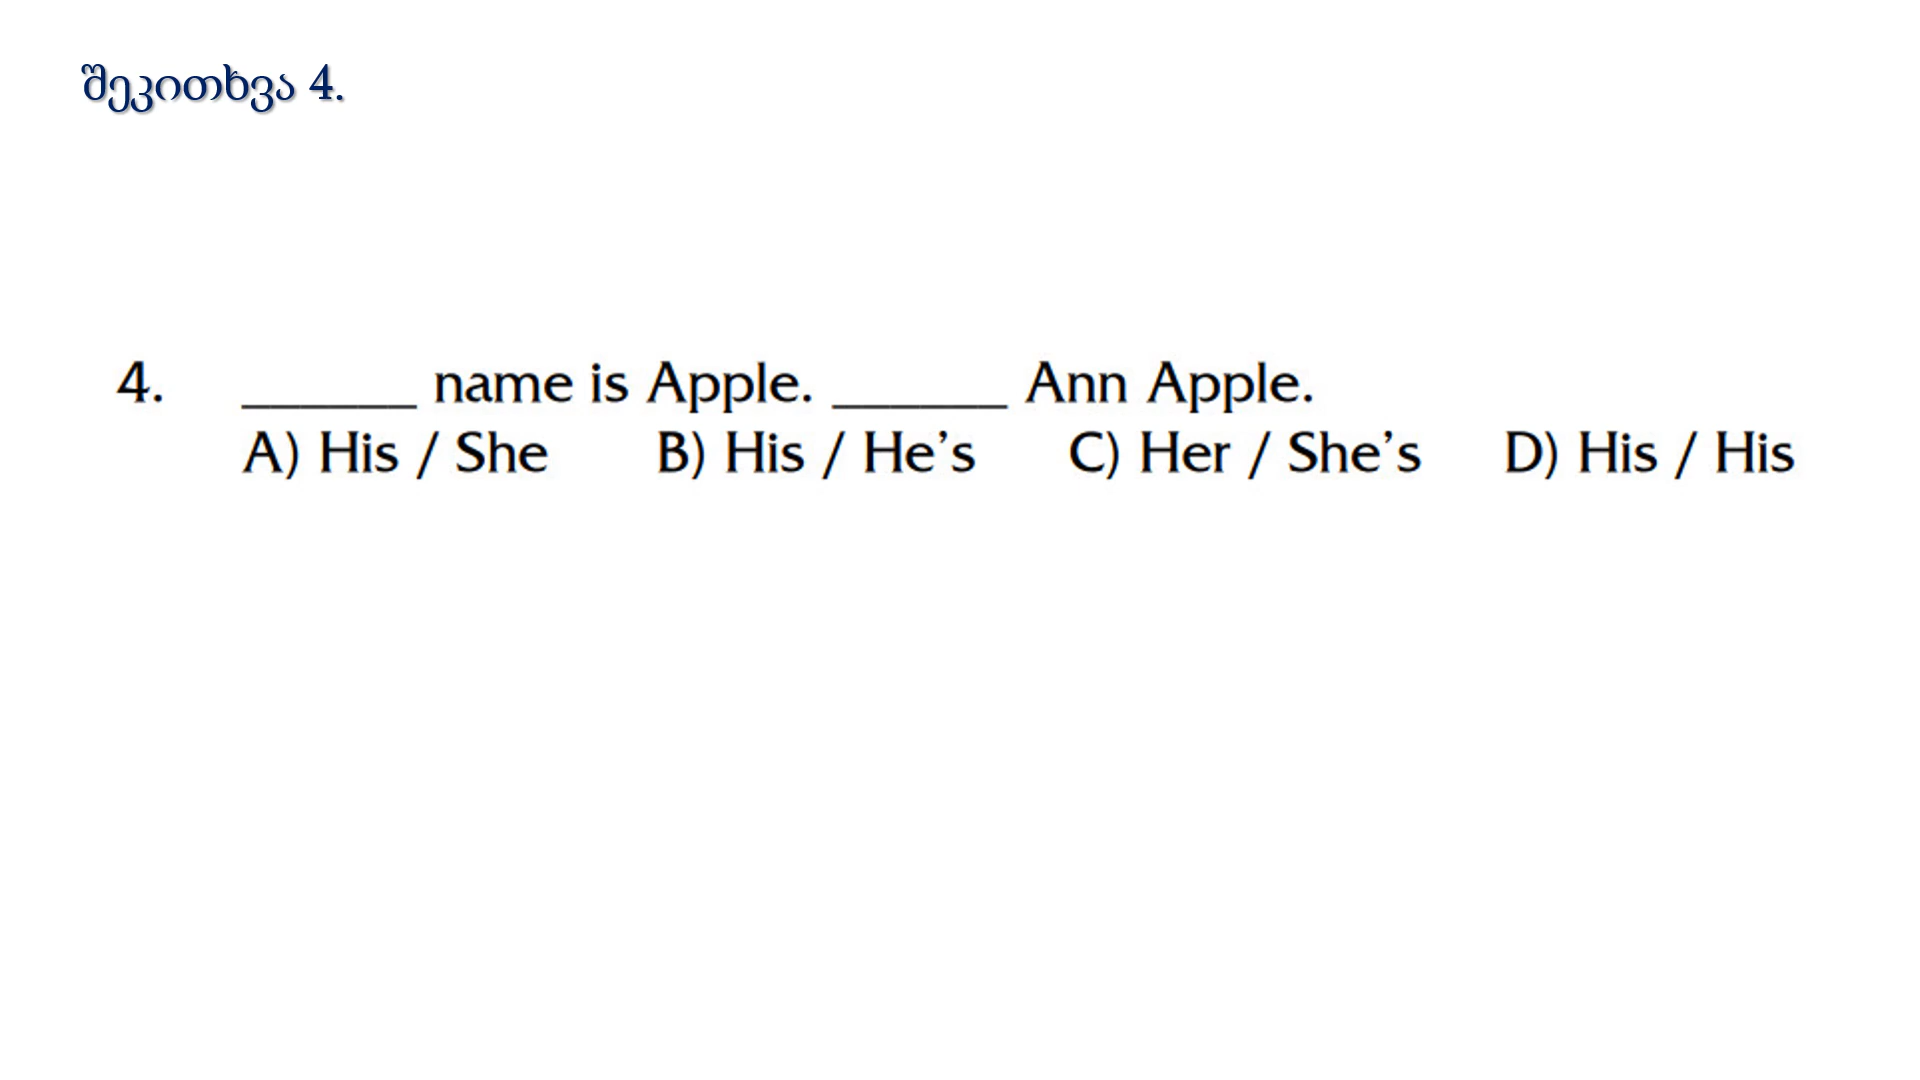 შეკითხვა 4.
4. ______ name is Apple. ______ Ann Apple.
A) His / She B) His / He’s C) Her / She’s D) His / His